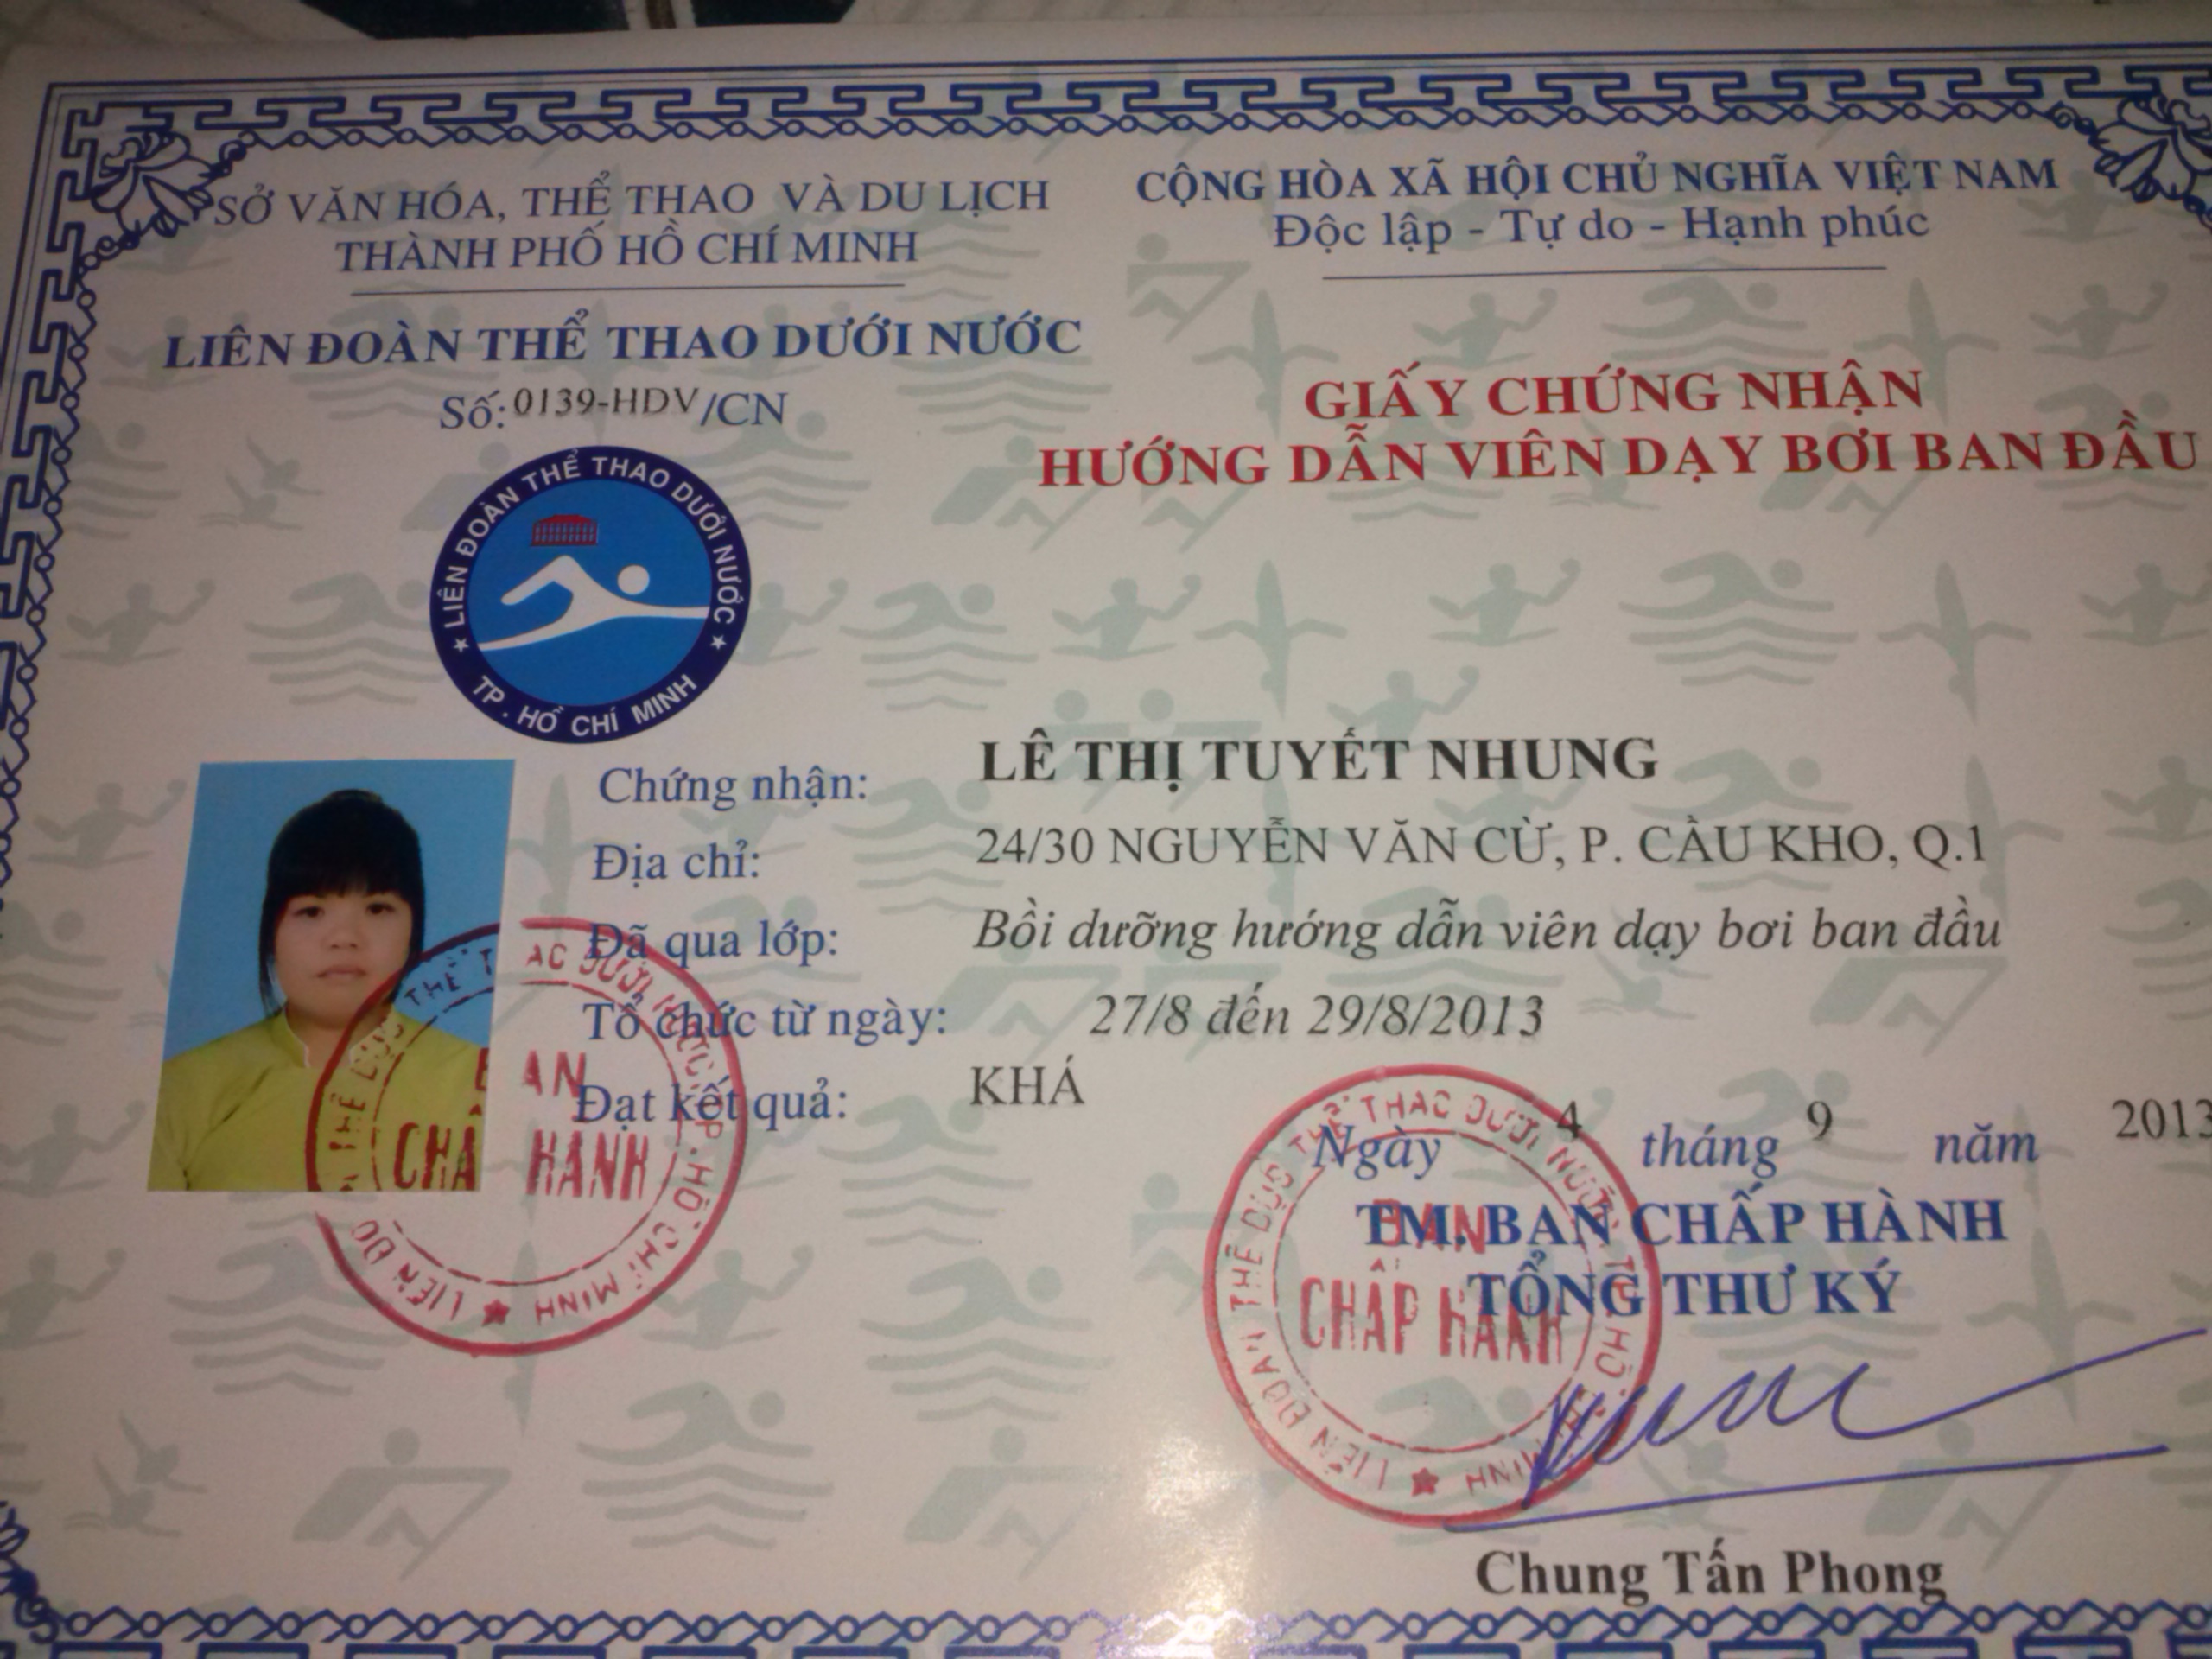 SỞ VĂN HÓA, THỂ THAO VÀ DU LỊCH
THÀNH PHỐ HỒ CHÍ MINH
LIÊN ĐOÀN THỂ THAO DƯỚI NƯỚC
Số: 0139-HDV/CN
CỘNG HÒA XÃ HỘI CHỦ NGHĨA VIỆT NAM
Độc lập - Tự do - Hạnh phúc
GIẤY CHỨNG NHẬN
HƯỚNG DẪN VIÊN DẠY BƠI BAN ĐẦU
★ LIÊN ĐOÀN THỂ THAO DƯỚI NƯỚC ★
TP. HỒ CHÍ MINH
Chứng nhận: LÊ THỊ TUYẾT NHUNG
Địa chỉ: 24/30 NGUYỄN VĂN CỪ, P. CẦU KHO, Q.1
Đã qua lớp: Bồi dưỡng hướng dẫn viên dạy bơi ban đầu
Tổ chức từ ngày: 27/8 đến 29/8/2013
Đạt kết quả: KHÁ
Ngày 4 tháng 9 năm 2013
TM. BAN CHẤP HÀNH
TỔNG THƯ KÝ
BAN
CHẤP HÀNH
Chung Tấn Phong